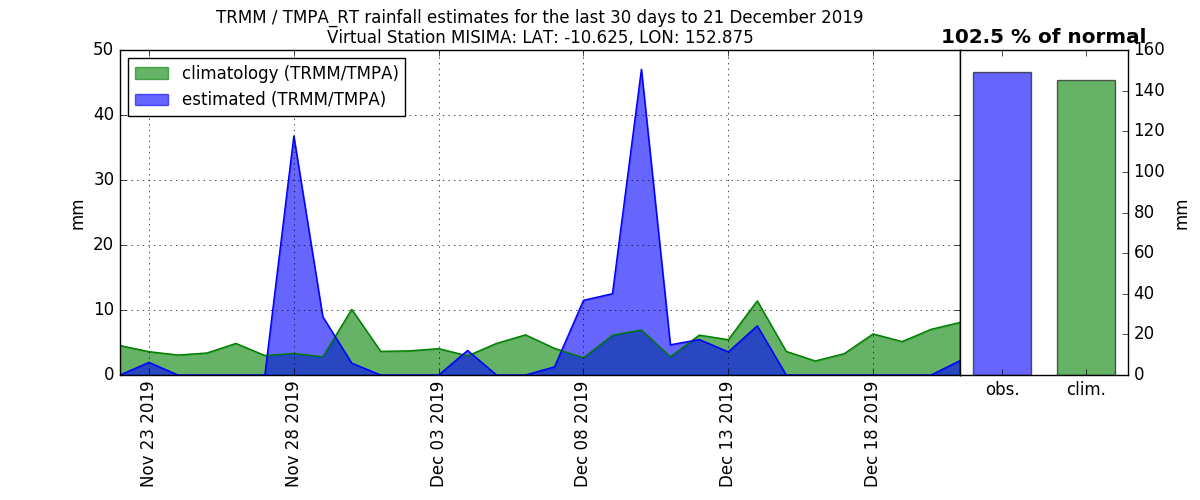 TRMM / TMPA_RT rainfall estimates for the last 30 days to 21 December 2019
Virtual Station MISIMA: LAT: -10.625, LON: 152.875
102.5 % of normal
climatology (TRMM/TMPA)
estimated (TRMM/TMPA)
50
40
30
20
10
0
mm
160
140
120
100
80
60
40
20
0
mm
Nov 23 2019
Nov 28 2019
Dec 03 2019
Dec 08 2019
Dec 13 2019
Dec 18 2019
obs.
clim.